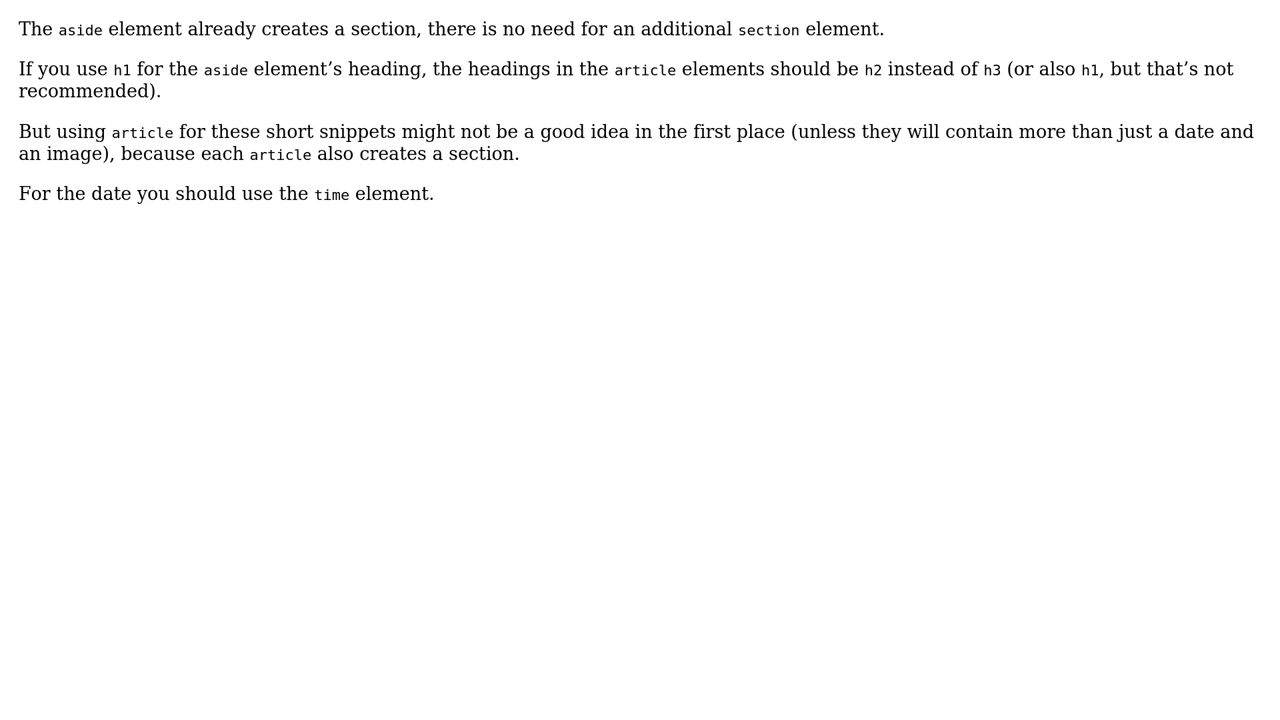 The aside element already creates a section, there is no need for an additional section element.
If you use h1 for the aside element’s heading, the headings in the article elements should be h2 instead of h3 (or also h1, but that’s not
recommended).
But using article for these short snippets might not be a good idea in the first place (unless they will contain more than just a date and
an image), because each article also creates a section.
For the date you should use the time element.